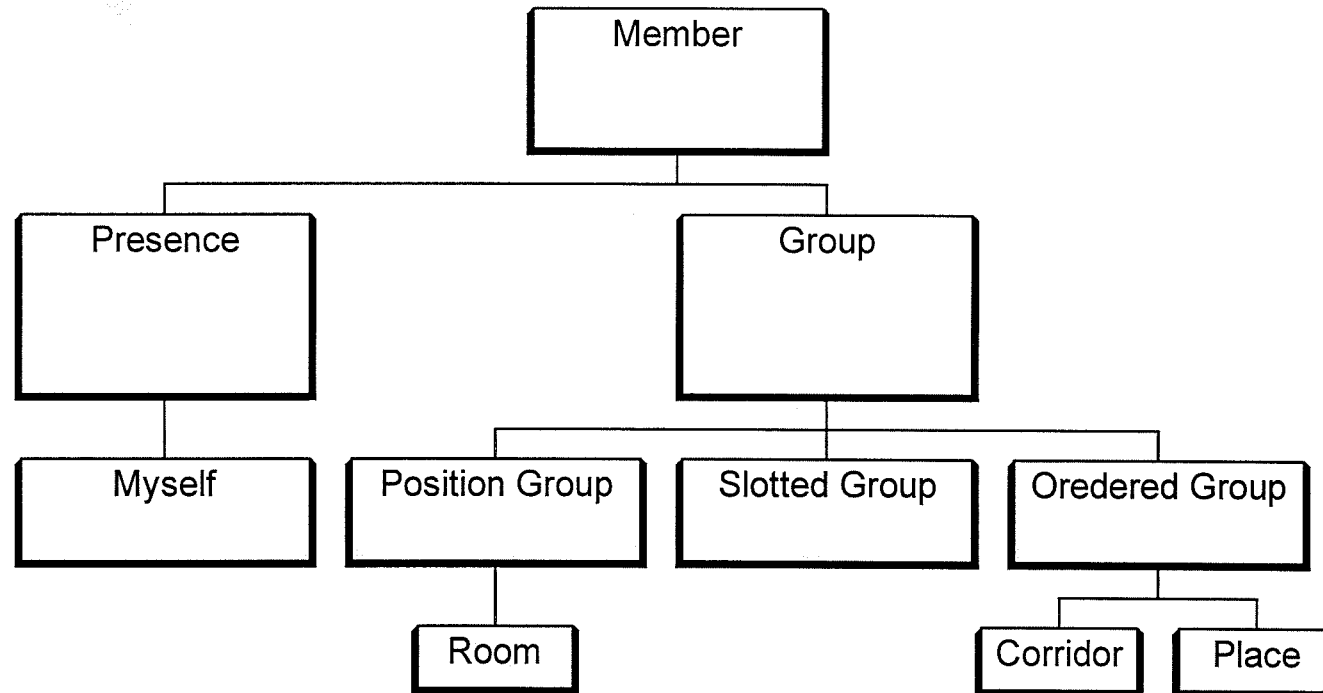 Member
Presence
Group
Myself
Position Group
Slotted Group
Oredered Group
Room
Corridor
Place